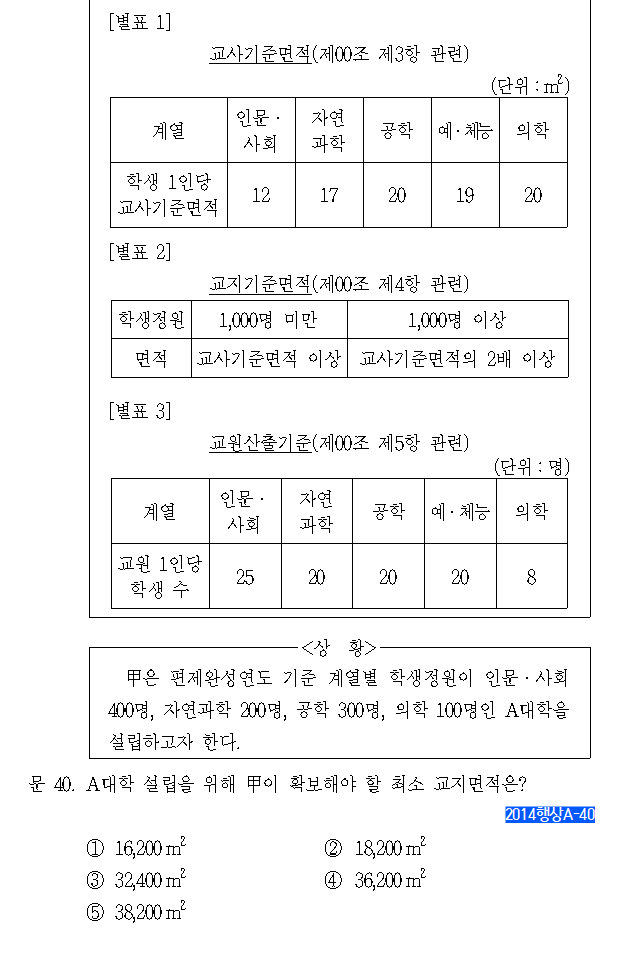 [별표 1]
교사기준면적(제00조 제3항 관련)
(단위 : m²)
계열 인문· 사회 자연 과학 공학 예·체능 의학
학생 1인당 교사기준면적 12 17 20 19 20
[별표 2]
교지기준면적(제00조 제4항 관련)
학생정원 1,000명 미만 1,000명 이상
면적 교사기준면적 이상 교사기준면적의 2배 이상
[별표 3]
교원산출기준(제00조 제5항 관련)
(단위 : 명)
계열 인문· 사회 자연 과학 공학 예·체능 의학
교원 1인당 학생 수 25 20 20 20 8
<상 황>
甲은 편제완성연도 기준 계열별 학생정원이 인문·사회
400명, 자연과학 200명, 공학 300명, 의학 100명인 A대학을
설립하고자 한다.
문 40. A대학 설립을 위해 甲이 확보해야 할 최소 교지면적은?
2014행상A-40
① 16,200 m² ② 18,200 m²
③ 32,400 m² ④ 36,200 m²
⑤ 38,200 m²